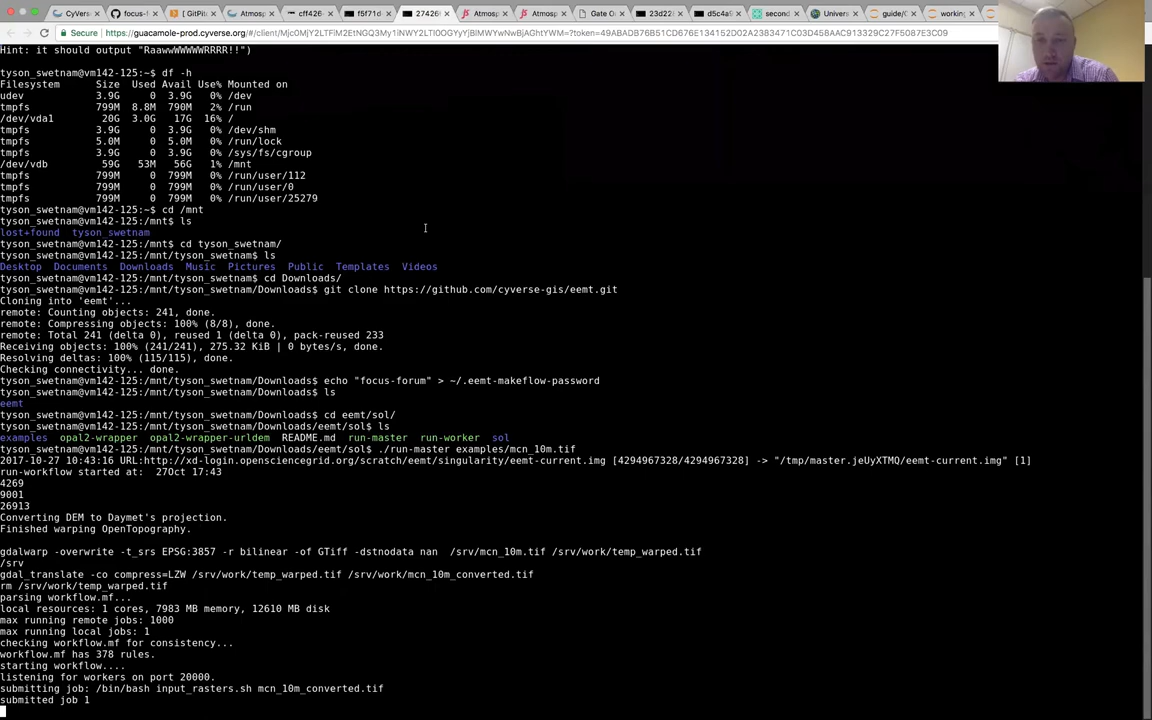 CyVers
focus-f
[ GitPit
Atmosp
cff426-
f5f71d-
27426f
Atmosp
Atmosp
Gate O
23d22
d5c4a5
second
Univers
guide/C
working
Secure
Hint: it should output "RaawwWWWWWRRRR!!")
tyson_swetnam@vm142-125:~$ df -h
Filesystem      Size  Used Avail Use% Mounted on
udev            3.9G     0  3.9G   0% /dev
tmpfs           799M  8.8M  790M   2% /run
/dev/vda1        20G  3.0G   17G  16% /
tmpfs           3.9G     0  3.9G   0% /dev/shm
tmpfs           5.0M     0  5.0M   0% /run/lock
tmpfs           3.9G     0  3.9G   0% /sys/fs/cgroup
/dev/vdb         59G   53M   56G   1% /mnt
tmpfs           799M     0  799M   0% /run/user/112
tmpfs           799M     0  799M   0% /run/user/0
tmpfs           799M     0  799M   0% /run/user/25279
tyson_swetnam@vm142-125:~$ cd /mnt
tyson_swetnam@vm142-125:/mnt$ ls
lost+found  tyson_swetnam
tyson_swetnam@vm142-125:/mnt$ cd tyson_swetnam/
tyson_swetnam@vm142-125:/mnt/tyson_swetnam$ ls
Desktop  Documents  Downloads  Music  Pictures  Public  Templates  Videos
tyson_swetnam@vm142-125:/mnt/tyson_swetnam$ cd Downloads/
tyson_swetnam@vm142-125:/mnt/tyson_swetnam/Downloads$ git clone https://github.com/cyverse-gis/eemt.git
Cloning into 'eemt'...
remote: Counting objects: 241, done.
remote: Compressing objects: 100% (8/8), done.
remote: Total 241 (delta 0), reused 1 (delta 0), pack-reused 233
Receiving objects: 100% (241/241), 275.32 KiB | 0 bytes/s, done.
Resolving deltas: 100% (115/115), done.
Checking connectivity... done.
tyson_swetnam@vm142-125:/mnt/tyson_swetnam/Downloads$ echo "focus-forum" > ~/.eemt-makeflow-password
tyson_swetnam@vm142-125:/mnt/tyson_swetnam/Downloads$ ls
eemt
tyson_swetnam@vm142-125:/mnt/tyson_swetnam/Downloads$ cd eemt/sol/
tyson_swetnam@vm142-125:/mnt/tyson_swetnam/Downloads/eemt/sol$ ls
examples  opal2-wrapper  opal2-wrapper-urldem  README.md  run-master  run-worker  sol
tyson_swetnam@vm142-125:/mnt/tyson_swetnam/Downloads/eemt/sol$ ./run-master examples/mcn_10m.tif
2017-10-27 10:43:16 URL:http://xd-login.opensciencegrid.org/scratch/eemt/singularity/eemt-current.img [4294967328/4294967328] -> "/tmp/master.jeUyXTMQ/eemt-current.img" [1]
run-workflow started at:  27Oct 17:43
4269
9001
26913
Converting DEM to Daymet's projection.
Finished warping OpenTopography.
gdalwarp -overwrite -t_srs EPSG:3857 -r bilinear -of GTiff -dstnodata nan  /srv/mcn_10m.tif /srv/work/temp_warped.tif
/srv
gdal_translate -co compress=LZW /srv/work/temp_warped.tif /srv/work/mcn_10m_converted.tif
rm /srv/work/temp_warped.tif
parsing workflow.mf...
local resources: 1 cores, 7983 MB memory, 12610 MB disk
max running remote jobs: 1000
max running local jobs: 1
checking workflow.mf for consistency...
workflow.mf has 378 rules.
starting workflow....
listening for workers on port 20000.
submitting job: /bin/bash input_rasters.sh mcn_10m_converted.tif
submitted job 1